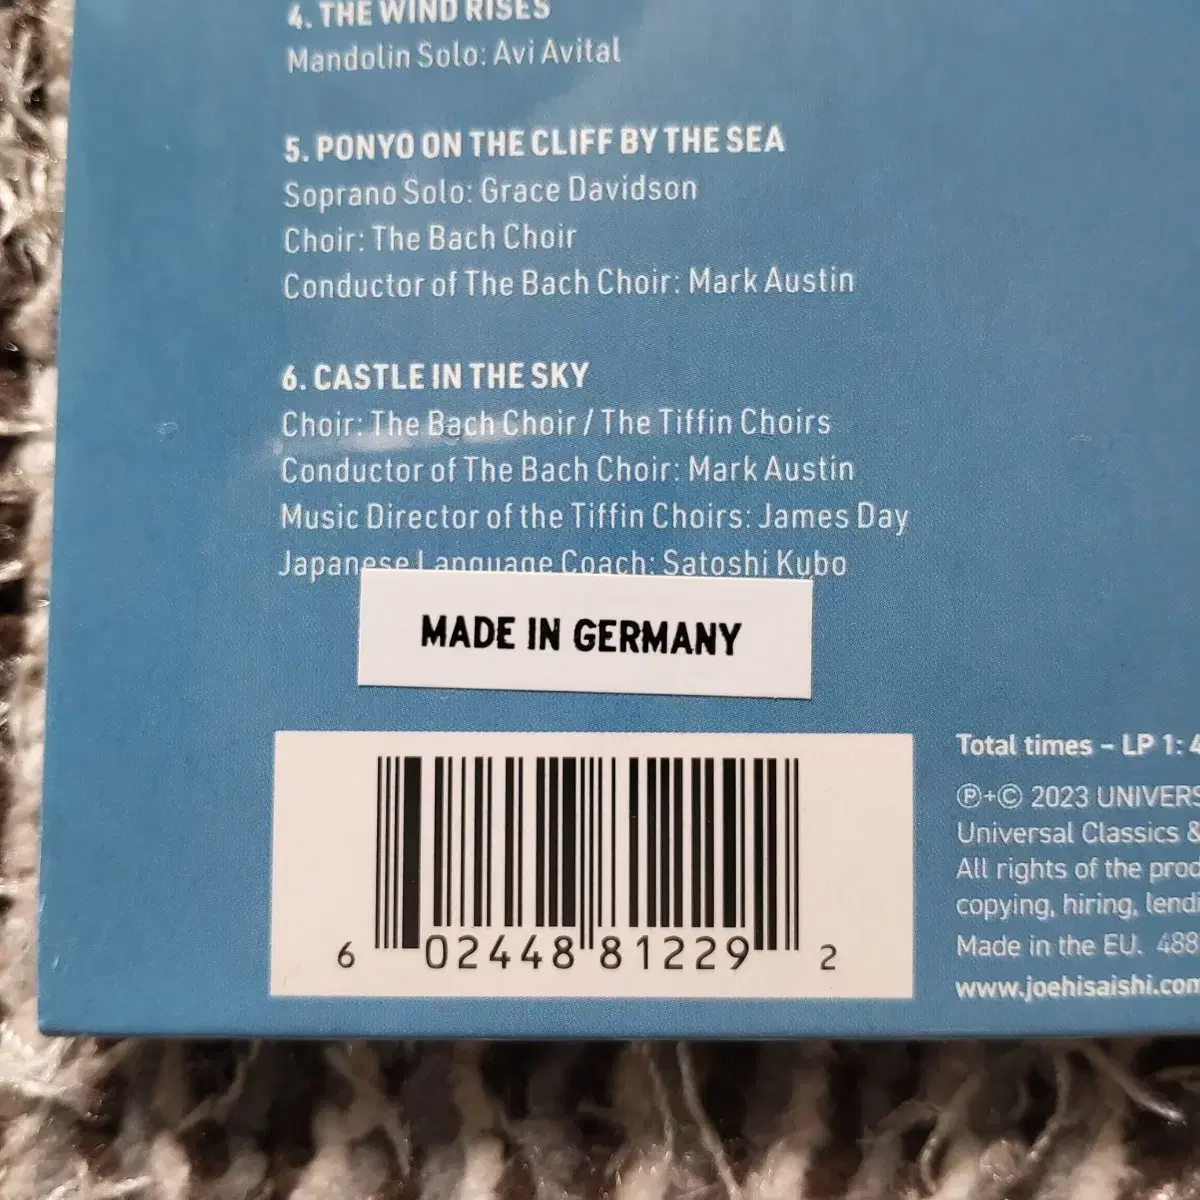 4. THE WIND RISES
Mandolin Solo: Avi Avital
5. PONYO ON THE CLIFF BY THE SEA
Soprano Solo: Grace Davidson
Choir: The Bach Choir
Conductor of The Bach Choir: Mark Austin
6. CASTLE IN THE SKY
Choir: The Bach Choir / The Tiffin Choirs
Conductor of The Bach Choir: Mark Austin
Music Director of the Tiffin Choirs: James Day
Japanese Language Coach: Satoshi Kubo
MADE IN GERMANY
6 02448 81229 2
Total times – LP 1: 4
℗+© 2023 UNIVERS
Universal Classics &
All rights of the prod
copying, hiring, lendi
Made in the EU. 488
www.joehisaishi.com